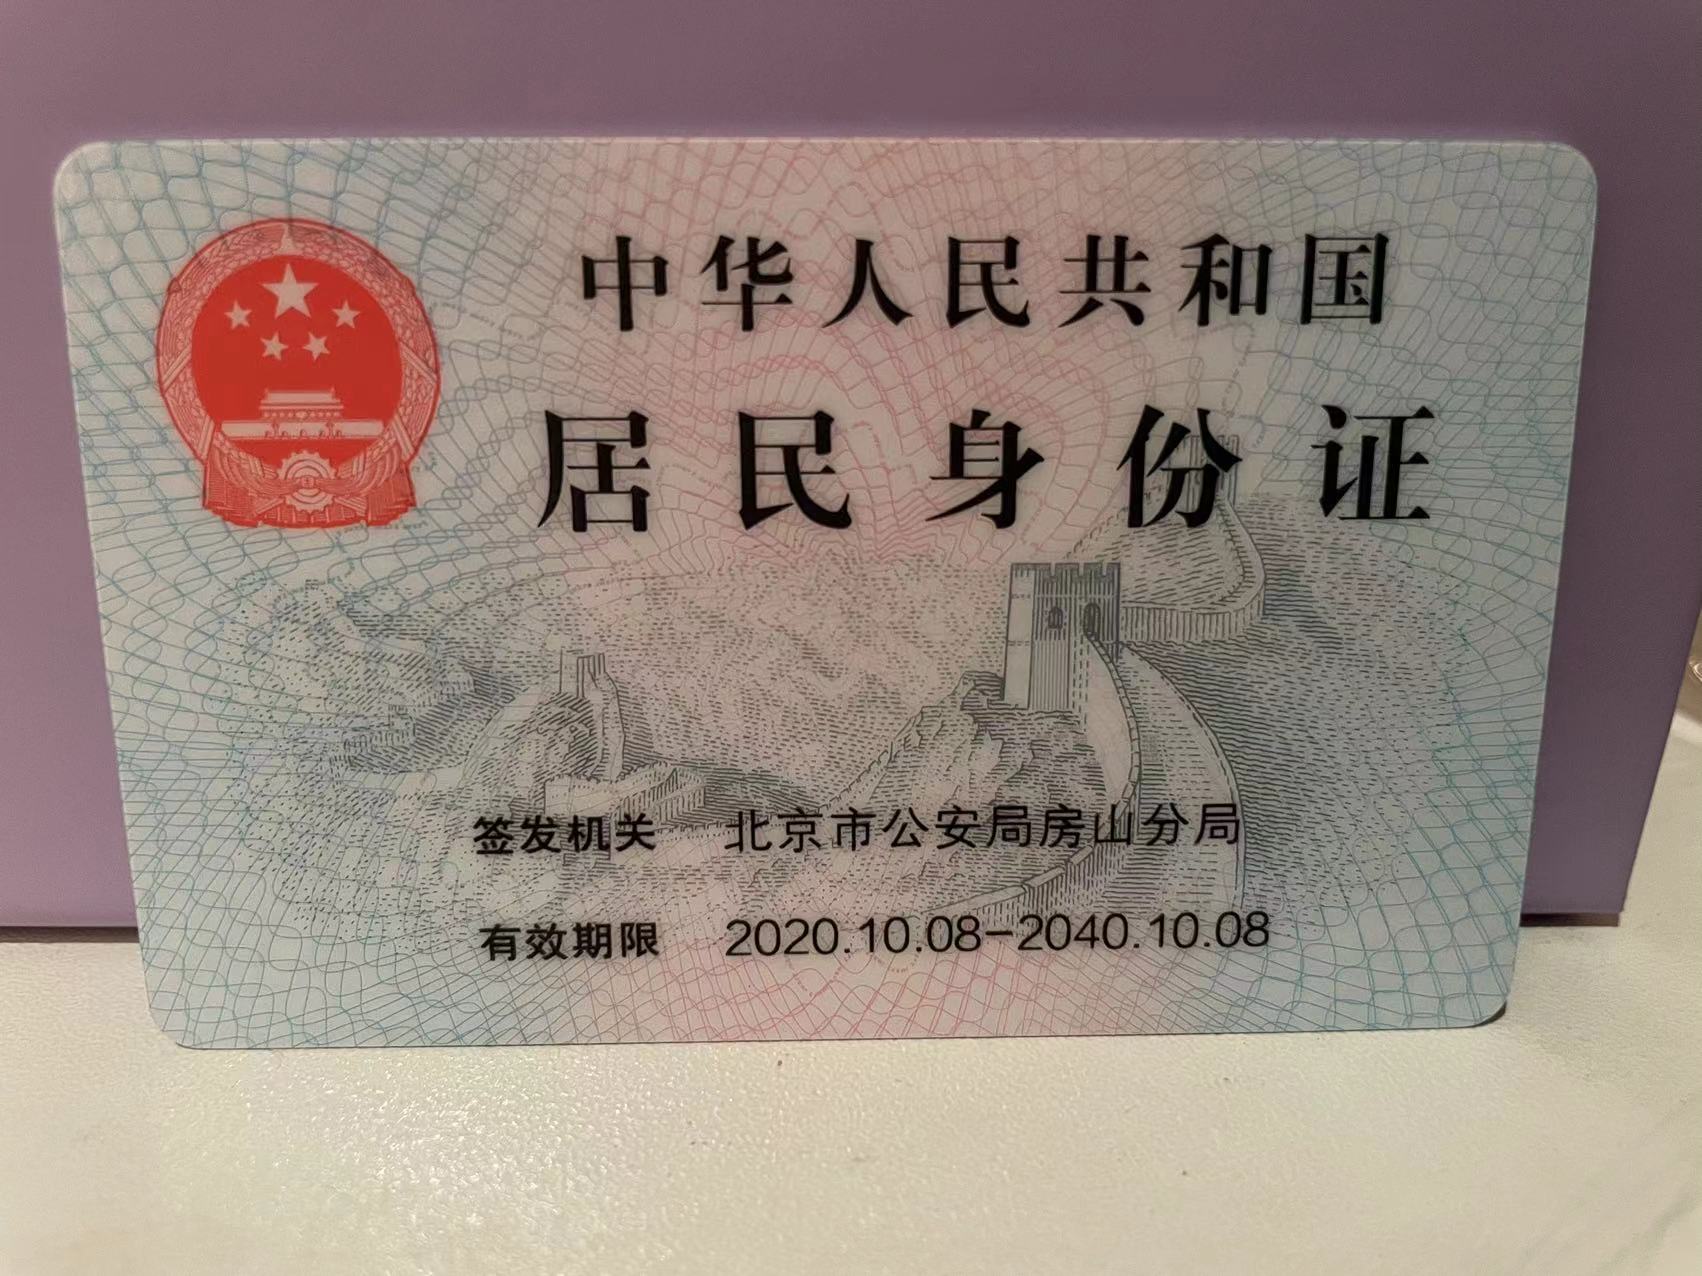 中华人民共和国
居民身份证
签发机关 北京市公安局房山分局
有效期限 2020.10.08-2040.10.08